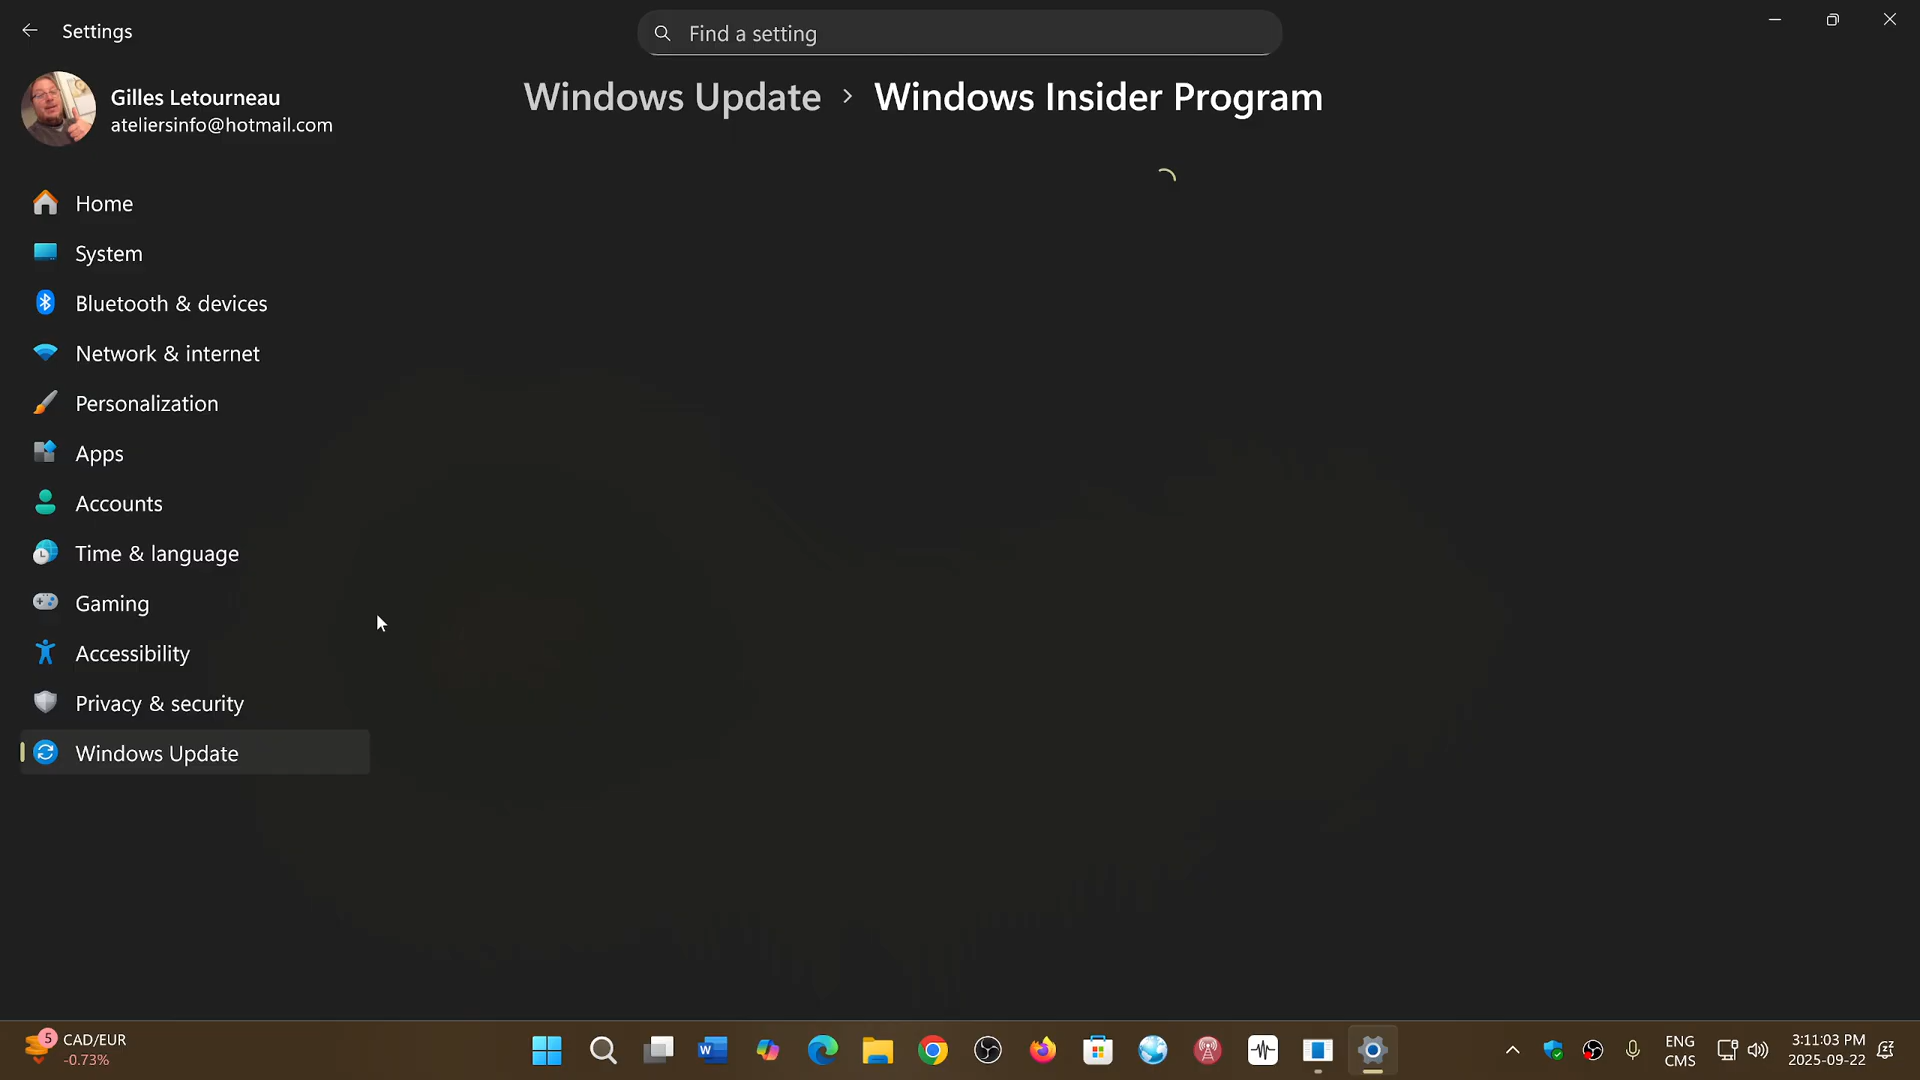 Settings
Find a setting
Gilles Letourneau
ateliersinfo@hotmail.com
Windows Update > Windows Insider Program
Home
System
Bluetooth & devices
Network & internet
Personalization
Apps
Accounts
Time & language
Gaming
Accessibility
Privacy & security
Windows Update
5
CAD/EUR
-0.73%
ENG
CMS
3:11:03 PM
2025-09-22